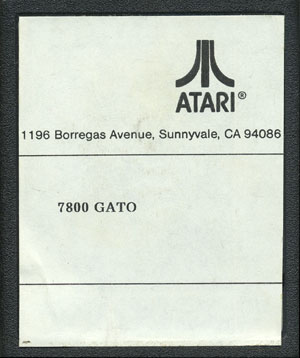 ATARI®
1196 Borregas Avenue, Sunnyvale, CA 94086
7800 GATO